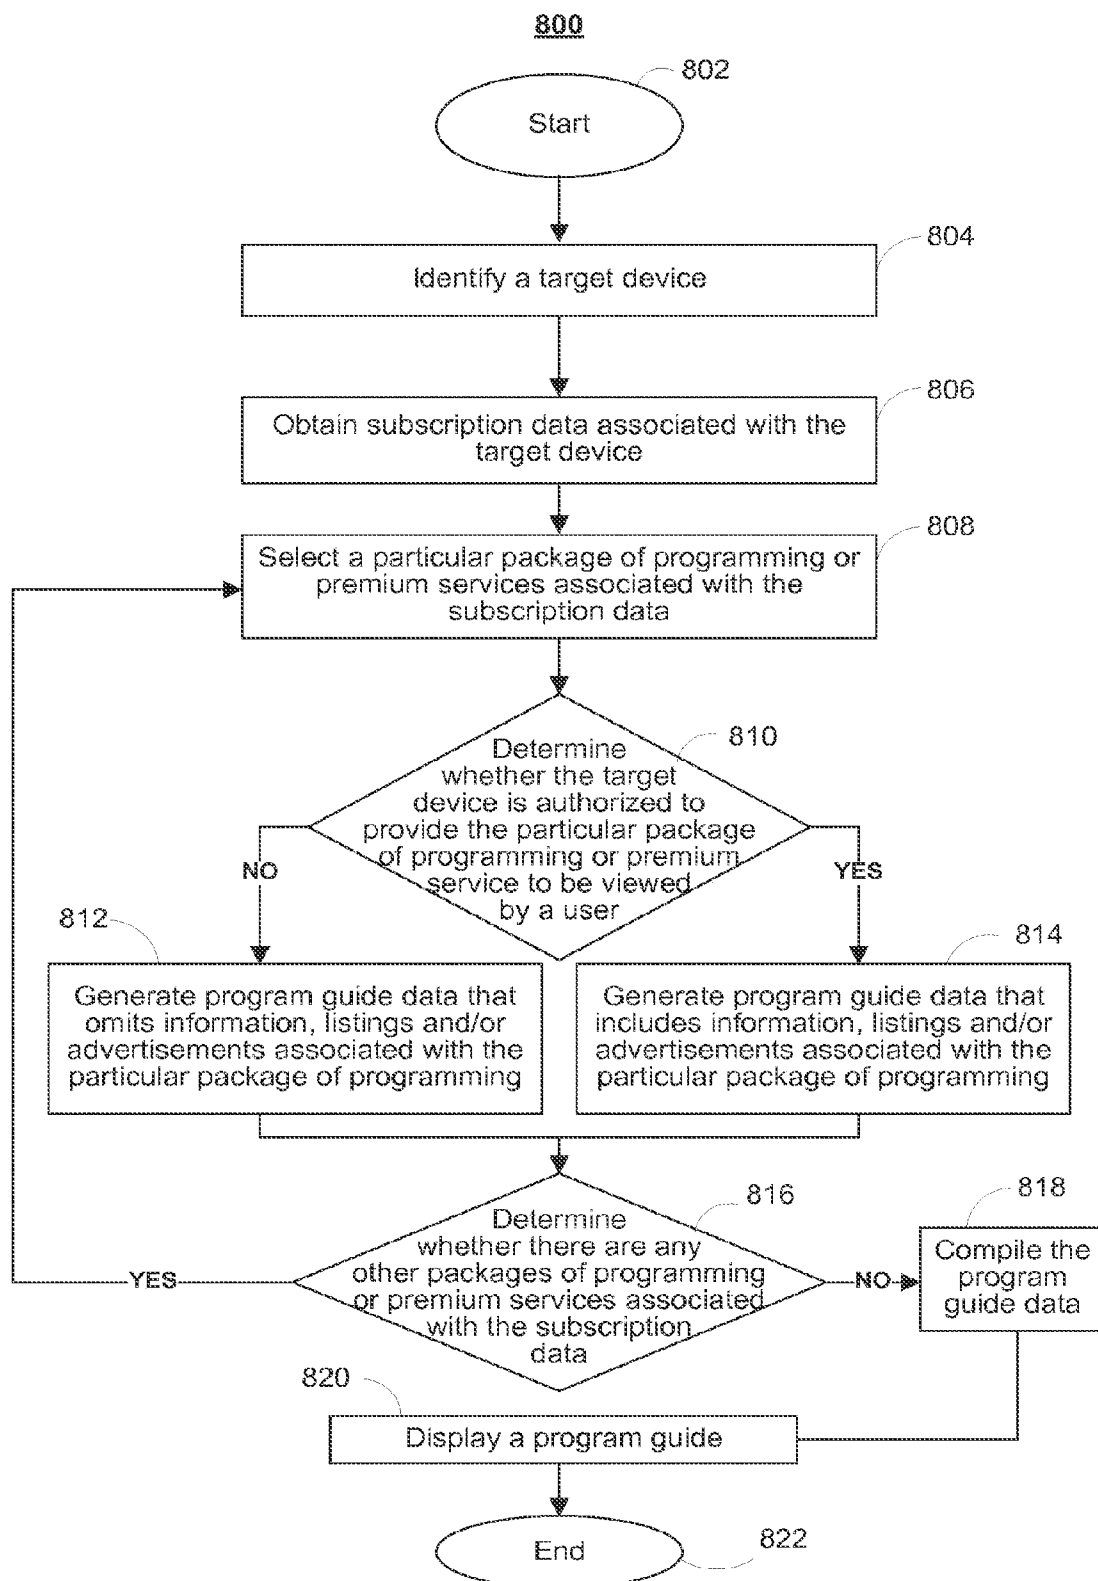 800
802
Start
804
Identify a target device
806
Obtain subscription data associated with the
target device
808
Select a particular package of programming or
premium services associated with the
subscription data
810
Determine
whether the target
device is authorized to
provide the particular package
of programming or premium
service to be viewed
by a user
NO
YES
812
814
Generate program guide data that
omits information, listings and/or
advertisements associated with the
particular package of programming
Generate program guide data that
includes information, listings and/or
advertisements associated with the
particular package of programming
816
818
Determine
whether there are any
other packages of programming
or premium services associated
with the subscription
data
YES
NO
Compile the
program
guide data
820
Display a program guide
End
822